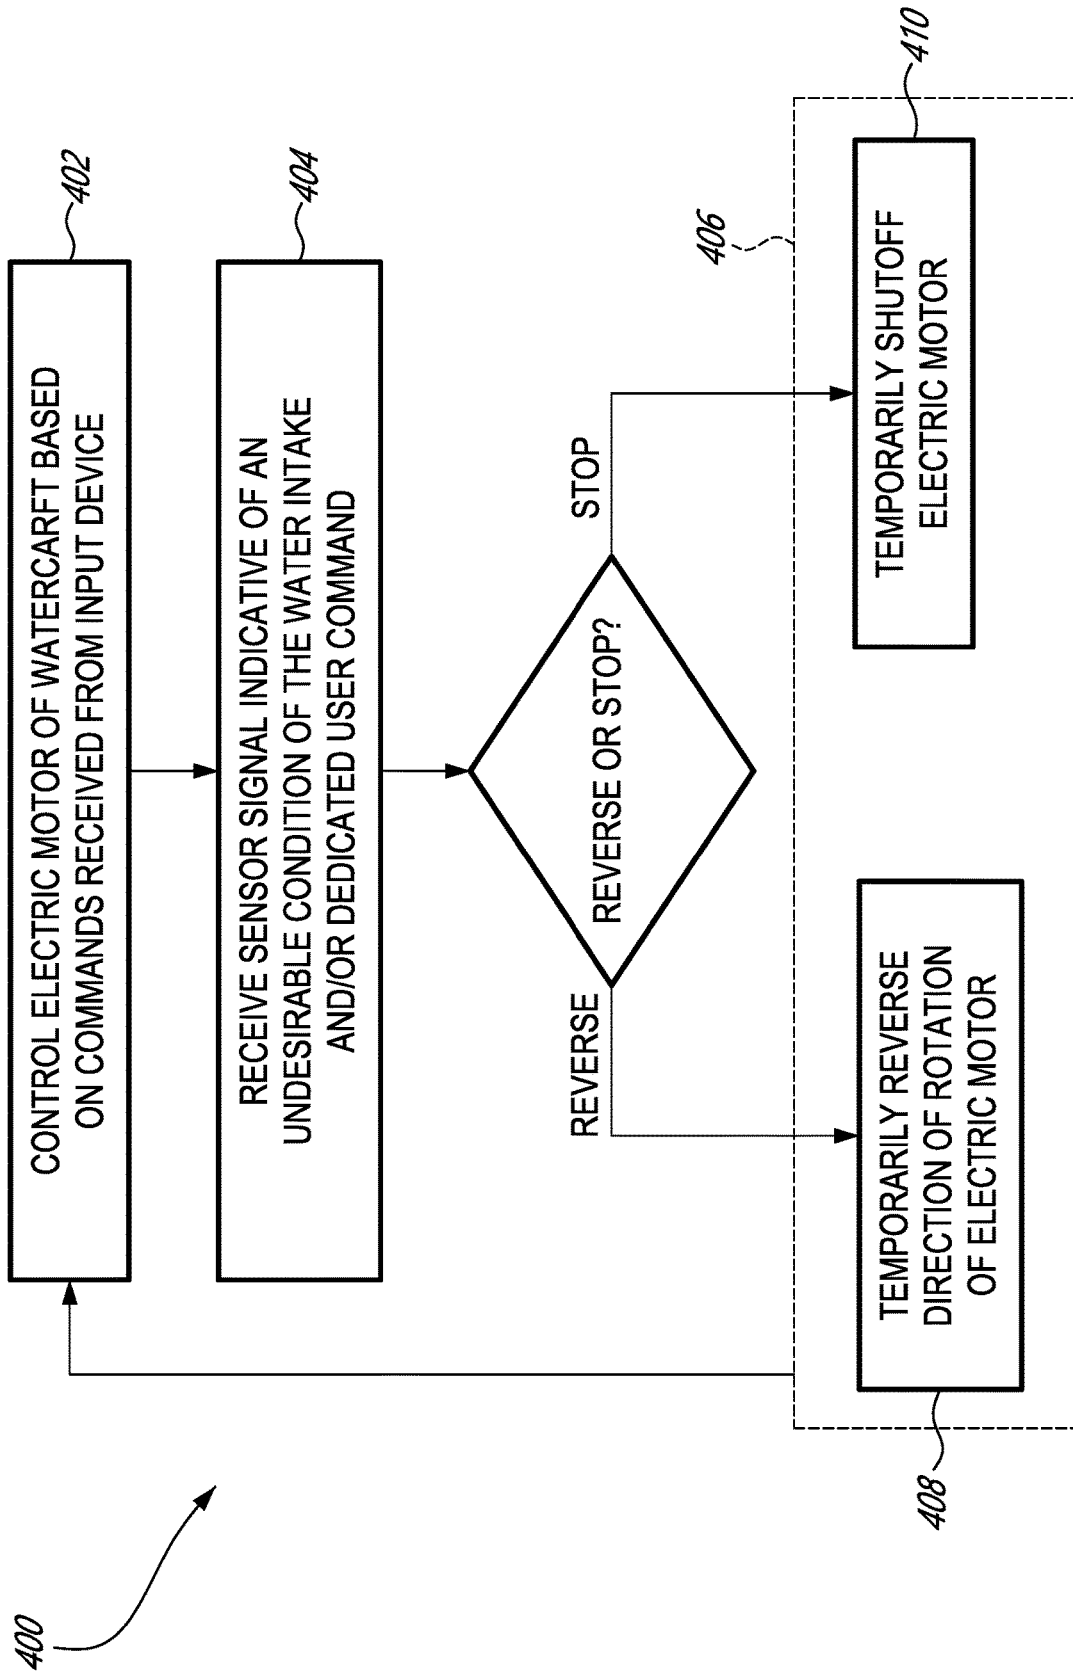 400
402
CONTROL ELECTRIC MOTOR OF WATERCARFT BASED
ON COMMANDS RECEIVED FROM INPUT DEVICE
404
RECEIVE SENSOR SIGNAL INDICATIVE OF AN
UNDESIRABLE CONDITION OF THE WATER INTAKE
AND/OR DEDICATED USER COMMAND
REVERSE OR STOP?
REVERSE
STOP
406
408
TEMPORARILY REVERSE
DIRECTION OF ROTATION
OF ELECTRIC MOTOR
410
TEMPORARILY SHUTOFF
ELECTRIC MOTOR